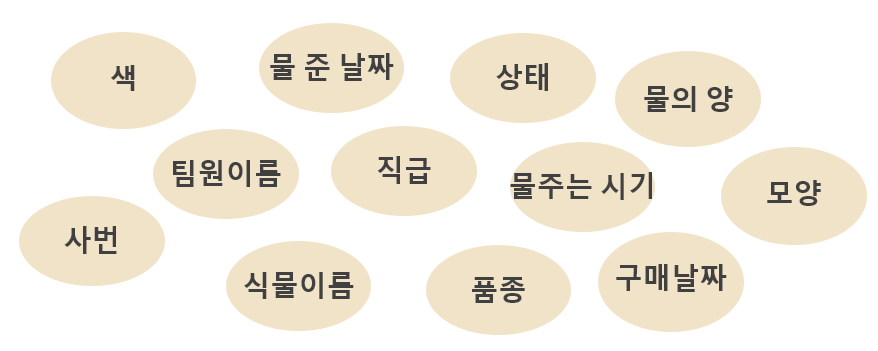 색
물 준 날짜
상태
물의 양
팀원이름
직급
물주는 시기
모양
사번
식물이름
품종
구매날짜